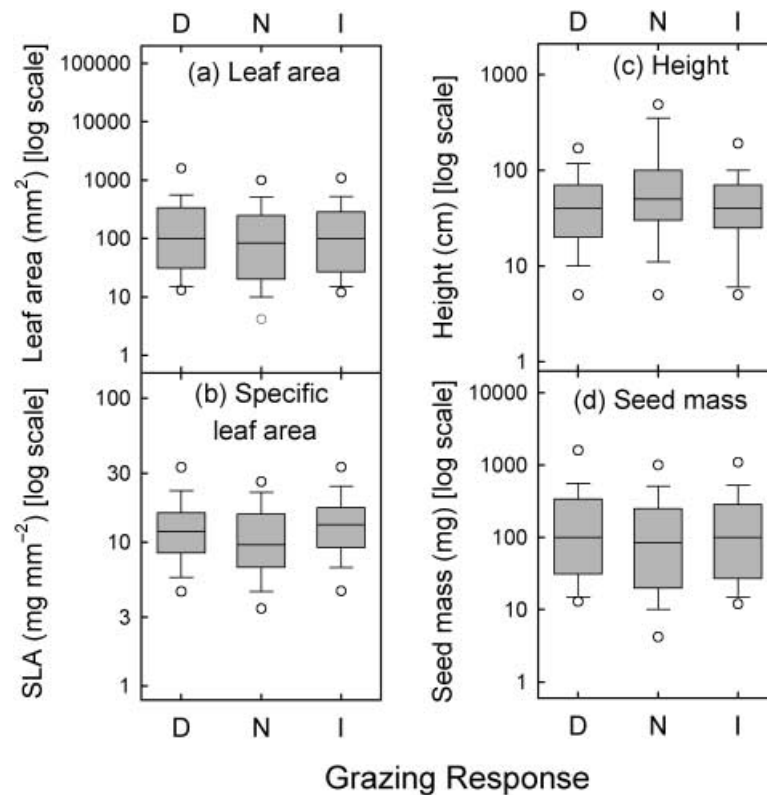 D N I
D N I
(a) Leaf area
Leaf area (mm²) [log scale]
100000
10000
1000
100
10
1
(c) Height
Height (cm) [log scale]
1000
100
10
1
(b) Specific
leaf area
SLA (mg mm⁻²) [log scale]
100
30
10
3
1
(d) Seed mass
Seed mass (mg) [log scale]
10000
1000
100
10
1
D N I
D N I
Grazing Response